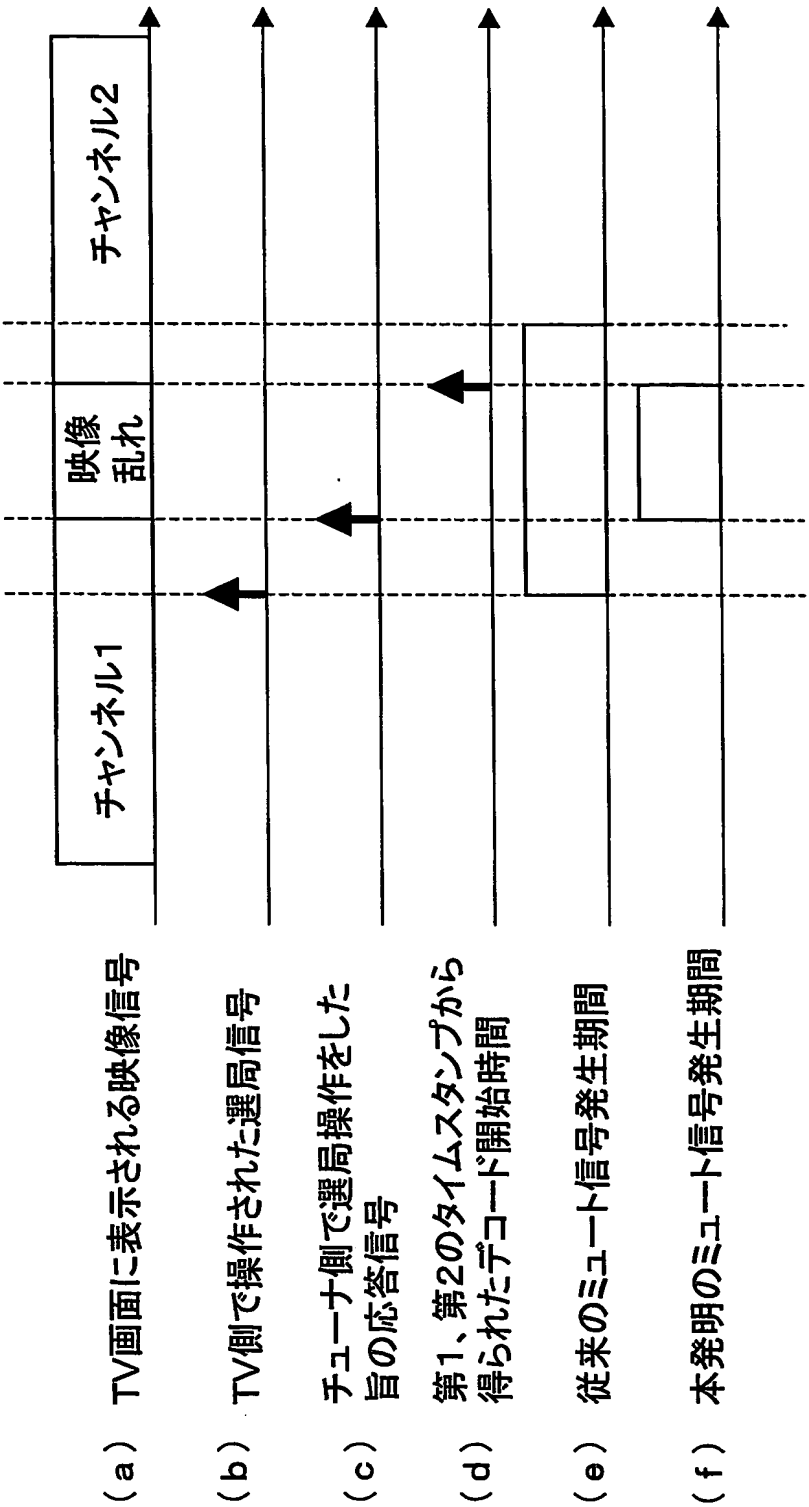 チャンネル1
映像
乱れ
チャンネル2
(a) TV画面に表示される映像信号
(b) TV側で操作された選局信号
(c) チューナ側で選局操作をした
旨の応答信号
(d) 第1、第2のタイムスタンプから
得られたデコード開始時間
(e) 従来のミュート信号発生期間
(f) 本発明のミュート信号発生期間